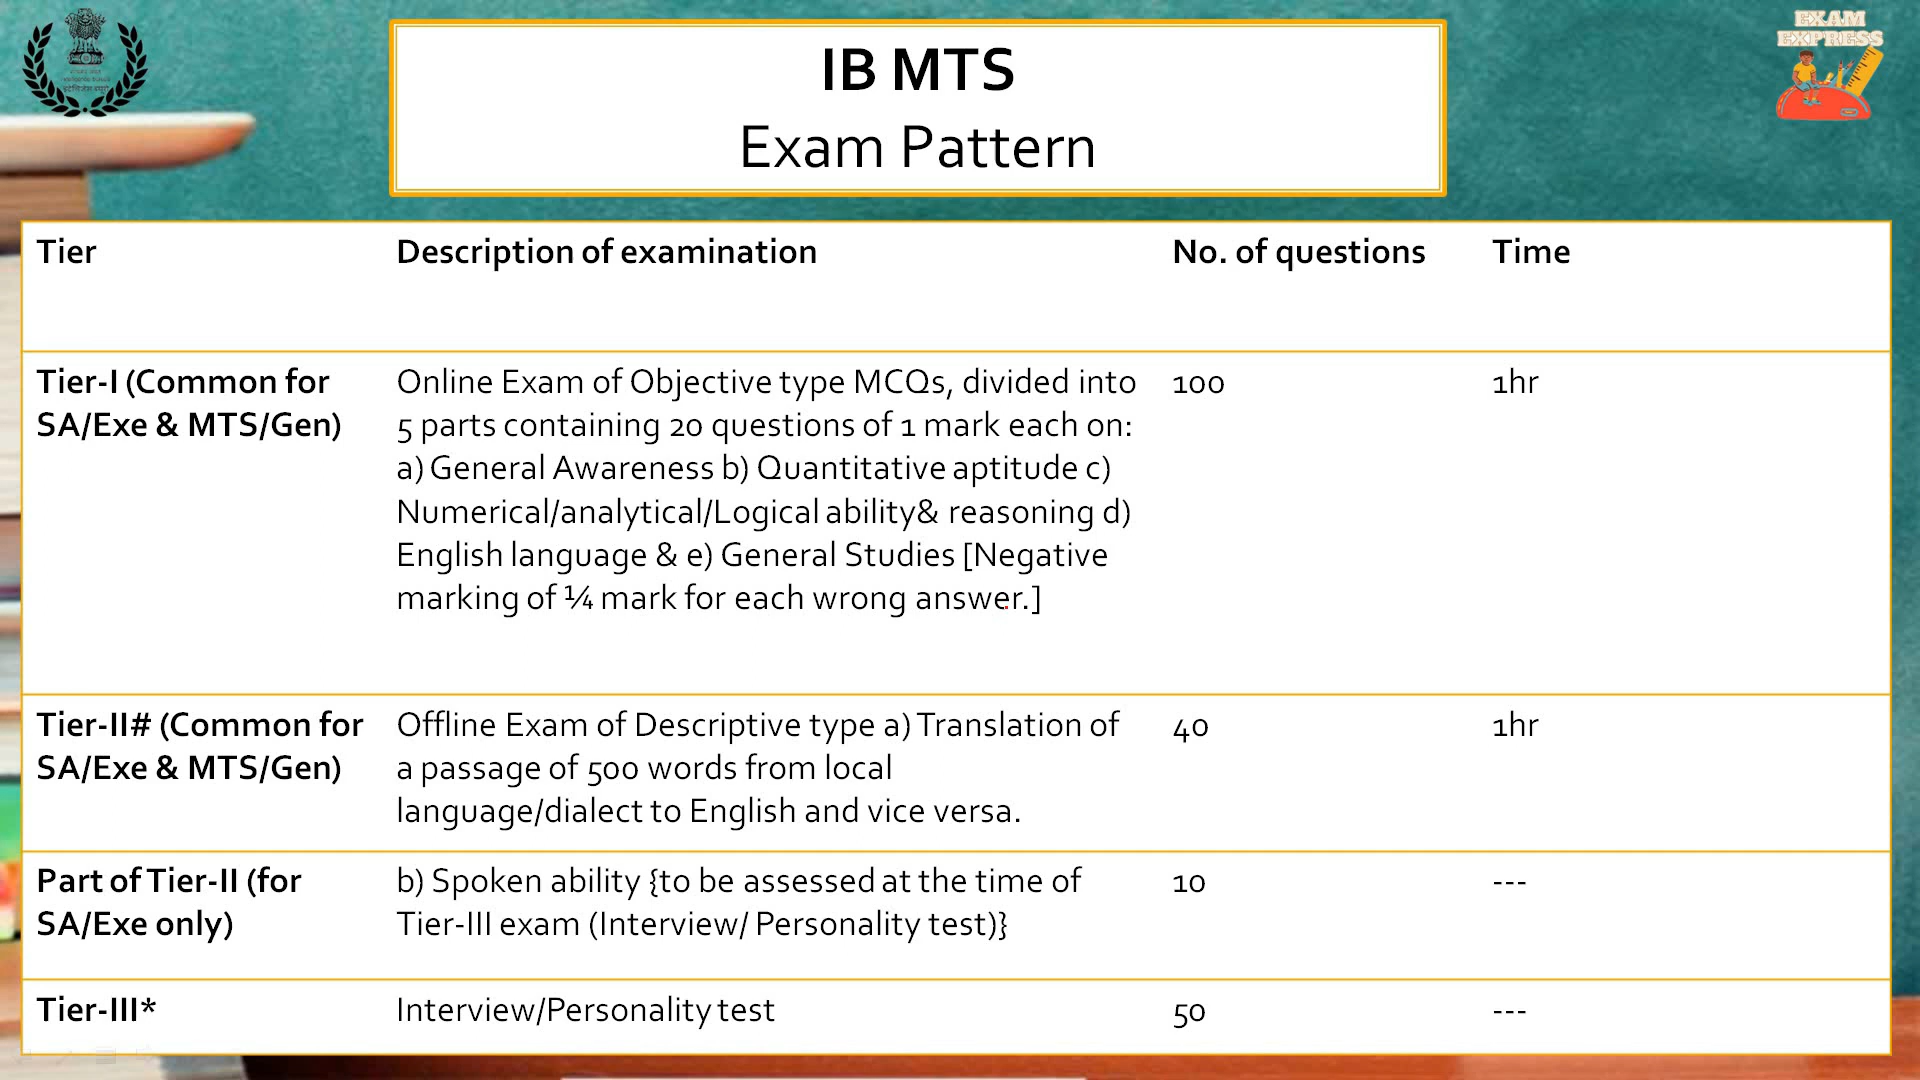 EXAM
EXPRESS
IB MTS
Exam Pattern
Tier Description of examination No. of questions Time
Tier-I (Common for
SA/Exe & MTS/Gen)
Online Exam of Objective type MCQs, divided into
5 parts containing 20 questions of 1 mark each on:
a) General Awareness b) Quantitative aptitude c)
Numerical/analytical/Logical ability& reasoning d)
English language & e) General Studies [Negative
marking of ¼ mark for each wrong answer.]
100
1hr
Tier-II# (Common for
SA/Exe & MTS/Gen)
Offline Exam of Descriptive type a) Translation of
a passage of 500 words from local
language/dialect to English and vice versa.
40
1hr
Part of Tier-II (for
SA/Exe only)
b) Spoken ability {to be assessed at the time of
Tier-III exam (Interview/ Personality test)}
10
---
Tier-III*
Interview/Personality test
50
---